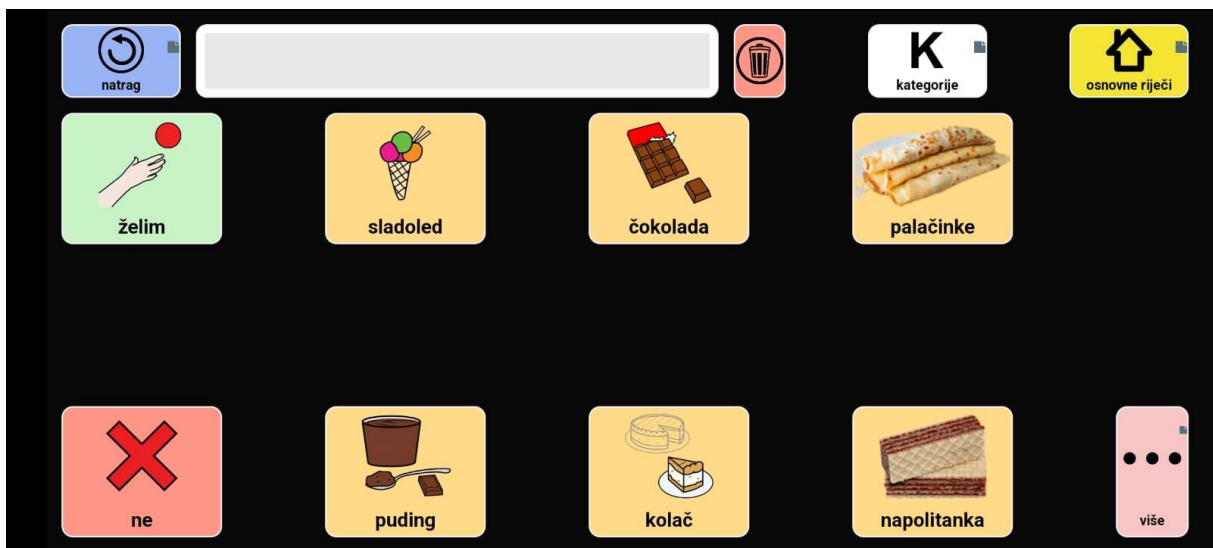 natrag
K
kategorije
osnovne riječi
želim
sladoled
čokolada
palačinke
ne
puding
kolač
napolitanka
više